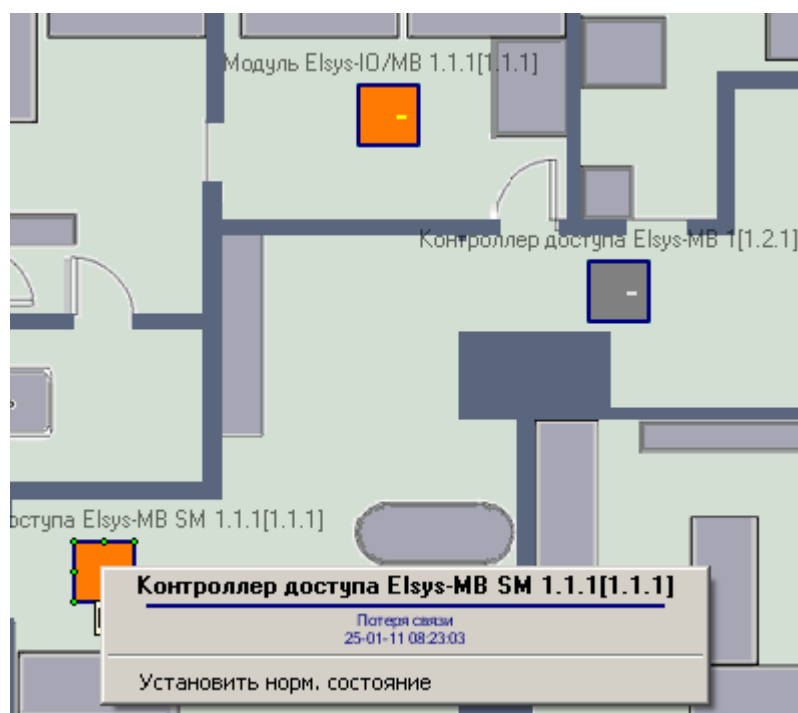 Модуль Elsys-IO/MB 1.1.1[1.1.1]
Контроллер доступа Elsys-MB 1[1.2.1]
доступа Elsys-MB SM 1.1.1[1.1.1]
Контроллер доступа Elsys-MB SM 1.1.1[1.1.1]
Потеря связи
25-01-11 08:23:03
Установить норм. состояние